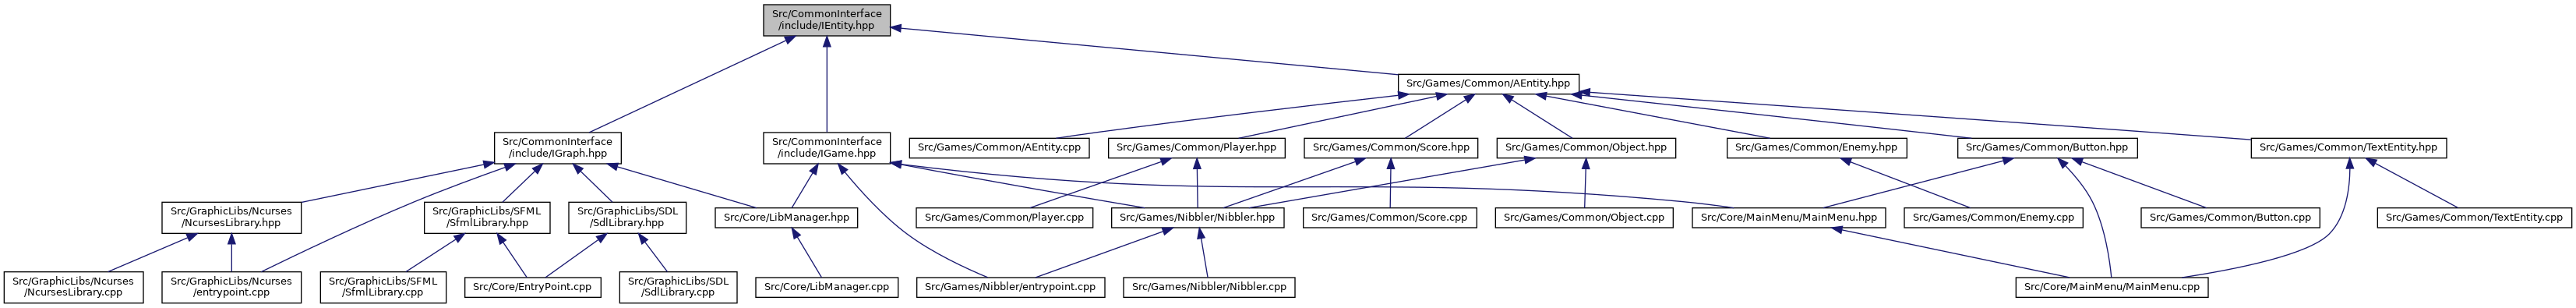 Src/CommonInterface
/include/IEntity.hpp
Src/Games/Common/AEntity.hpp
Src/CommonInterface
/include/IGraph.hpp
Src/CommonInterface
/include/IGame.hpp
Src/Games/Common/AEntity.cpp
Src/Games/Common/Player.hpp
Src/Games/Common/Score.hpp
Src/Games/Common/Object.hpp
Src/Games/Common/Enemy.hpp
Src/Games/Common/Button.hpp
Src/Games/Common/TextEntity.hpp
Src/GraphicLibs/Ncurses
/NcursesLibrary.hpp
Src/GraphicLibs/SFML
/SfmlLibrary.hpp
Src/GraphicLibs/SDL
/SdlLibrary.hpp
Src/Core/LibManager.hpp
Src/Games/Common/Player.cpp
Src/Games/Nibbler/Nibbler.hpp
Src/Games/Common/Score.cpp
Src/Games/Common/Object.cpp
Src/Core/MainMenu/MainMenu.hpp
Src/Games/Common/Enemy.cpp
Src/Games/Common/Button.cpp
Src/Games/Common/TextEntity.cpp
Src/GraphicLibs/Ncurses
/NcursesLibrary.cpp
Src/GraphicLibs/Ncurses
/entrypoint.cpp
Src/GraphicLibs/SFML
/SfmlLibrary.cpp
Src/Core/EntryPoint.cpp
Src/GraphicLibs/SDL
/SdlLibrary.cpp
Src/Core/LibManager.cpp
Src/Games/Nibbler/entrypoint.cpp
Src/Games/Nibbler/Nibbler.cpp
Src/Core/MainMenu/MainMenu.cpp